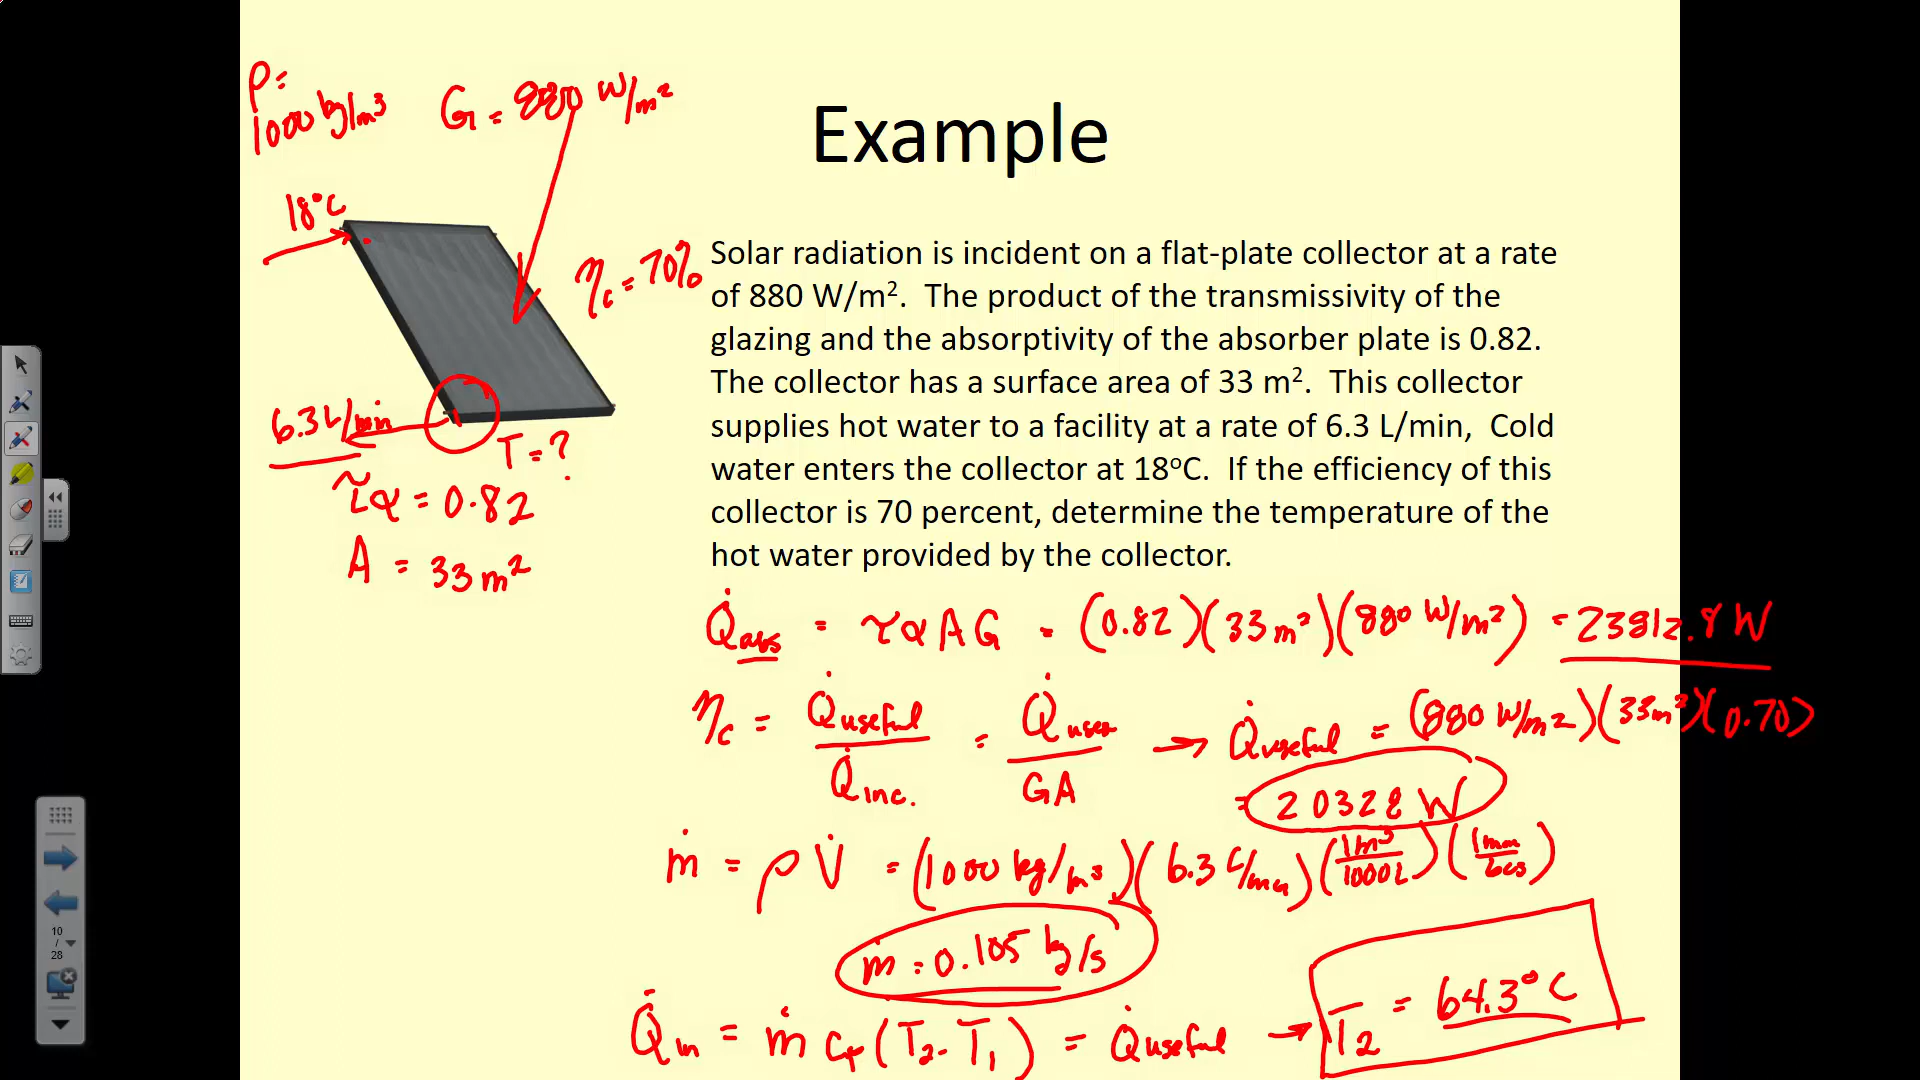 ρ=
1000 kg/m³
G = 880 W/m²
Example
18°C
η_c = 70%
Solar radiation is incident on a flat-plate collector at a rate
of 880 W/m². The product of the transmissivity of the
glazing and the absorptivity of the absorber plate is 0.82.
The collector has a surface area of 33 m². This collector
supplies hot water to a facility at a rate of 6.3 L/min, Cold
water enters the collector at 18°C. If the efficiency of this
collector is 70 percent, determine the temperature of the
hot water provided by the collector.
6.3 L/min
T = ?
τα = 0.82
A = 33 m²
Q̇abs = τα A G = (0.82)(33 m²)(880 W/m²) = 23812.8 W
η_c = Q̇useful / Q̇inc. = Q̇user / GA → Q̇useful = (880 W/m²)(33 m²)(0.70)
= 20328 W
ṁ = ρ V̇ = (1000 kg/m³)(6.3 L/min)(1m³/1000L)(1min/60s)
ṁ = 0.105 kg/s
Q̇in = ṁ cp (T₂ - T₁) = Q̇useful → T₂ = 64.3°C
10
/
28